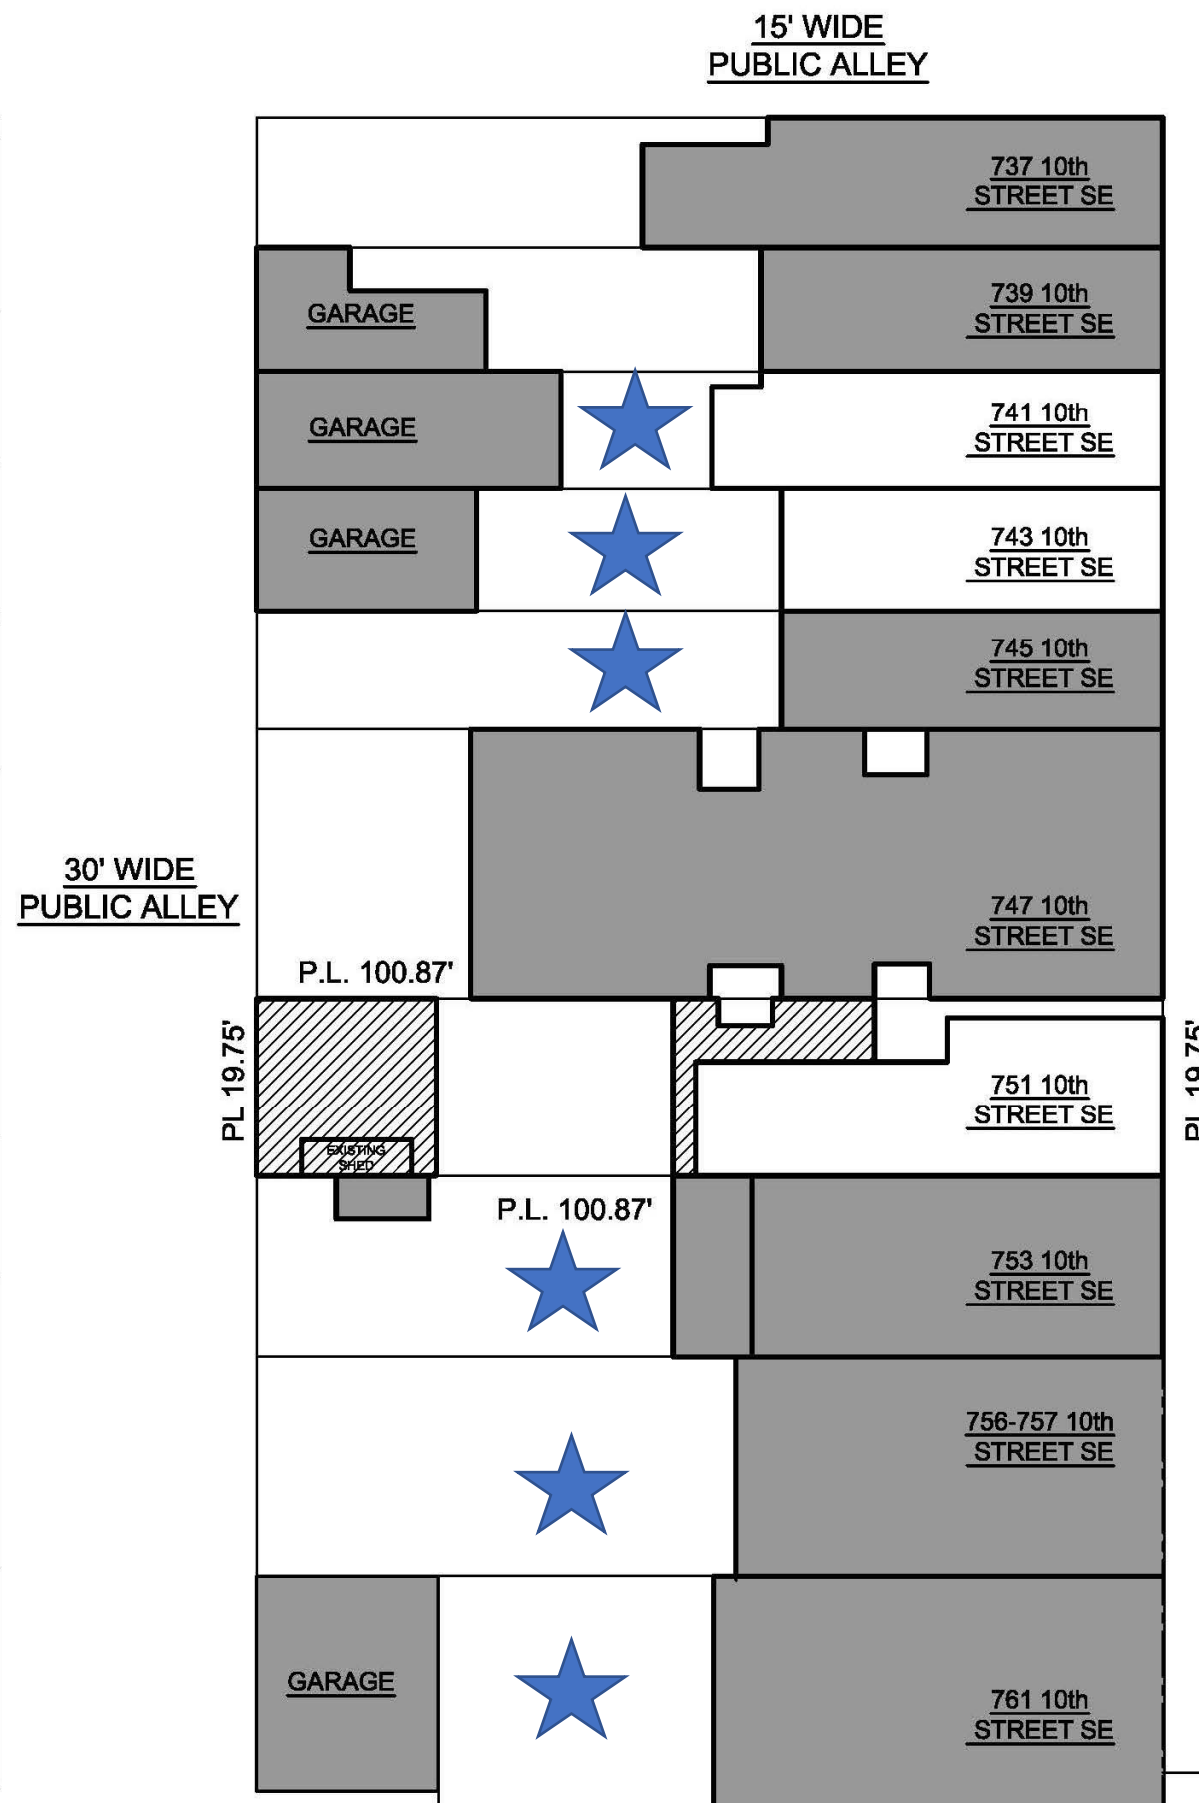 15' WIDE
PUBLIC ALLEY
737 10th
STREET SE
GARAGE
739 10th
STREET SE
GARAGE
741 10th
STREET SE
GARAGE
743 10th
STREET SE
745 10th
STREET SE
30' WIDE
PUBLIC ALLEY
747 10th
STREET SE
P.L. 100.87'
PL 19.75'
PL 19.75'
751 10th
STREET SE
EXISTING
SHED
P.L. 100.87'
753 10th
STREET SE
756-757 10th
STREET SE
GARAGE
761 10th
STREET SE